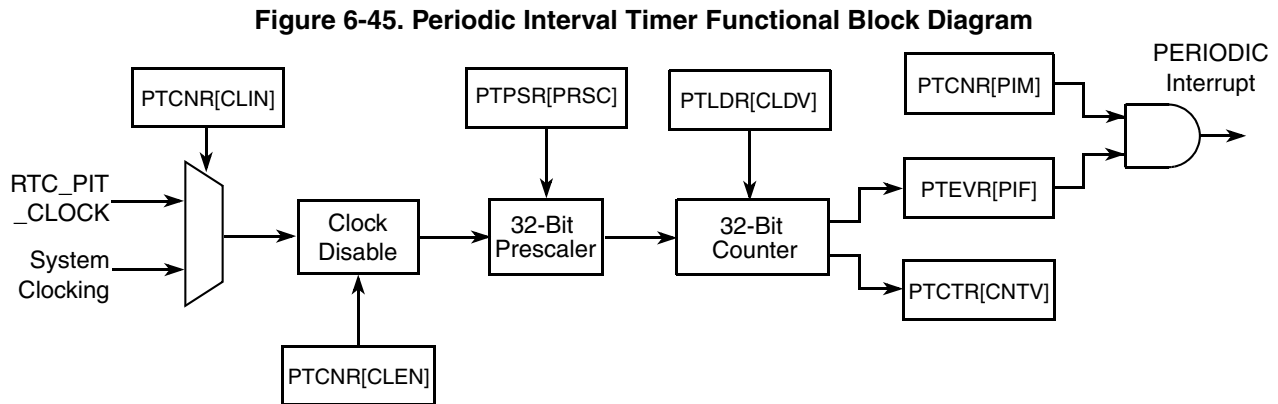 Figure 6-45. Periodic Interval Timer Functional Block Diagram
PTCNR[CLIN]
PTPSR[PRSC]
PTLDR[CLDV]
PTCNR[PIM]
PERIODIC
Interrupt
RTC_PIT
_CLOCK
System
Clocking
Clock
Disable
32-Bit
Prescaler
32-Bit
Counter
PTEVR[PIF]
PTCTR[CNTV]
PTCNR[CLEN]